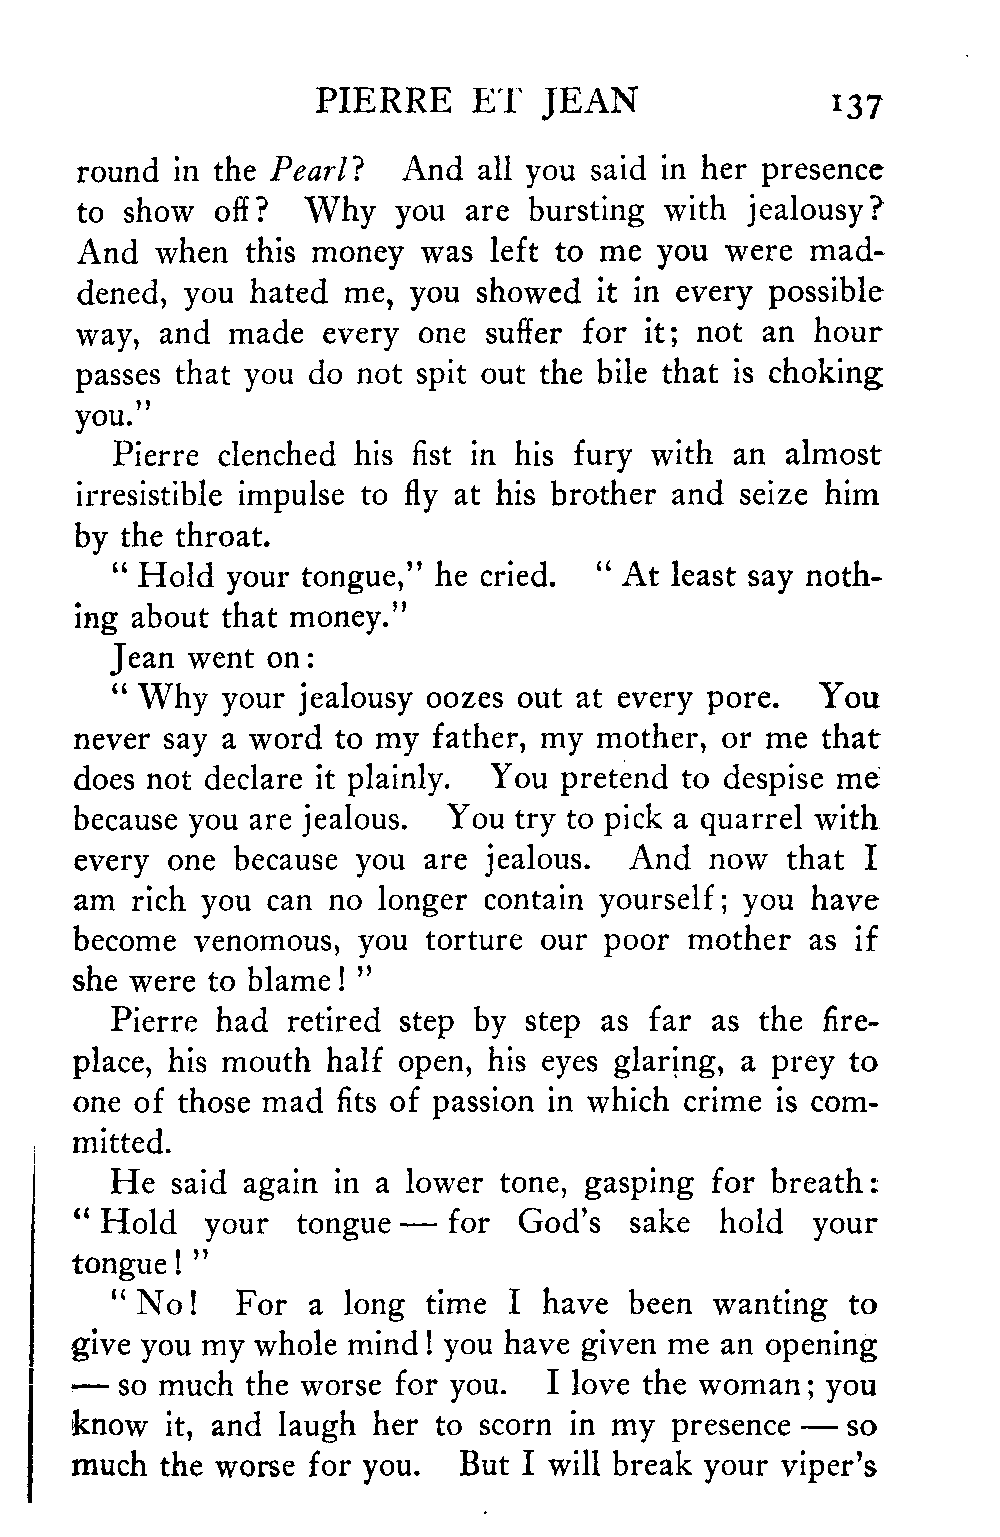 PIERRE ET JEAN 137
round in the Pearl? And all you said in her presence
to show off? Why you are bursting with jealousy?
And when this money was left to me you were mad-
dened, you hated me, you showed it in every possible
way, and made every one suffer for it; not an hour
passes that you do not spit out the bile that is choking
you."
Pierre clenched his fist in his fury with an almost
irresistible impulse to fly at his brother and seize him
by the throat.
" Hold your tongue," he cried. " At least say noth-
ing about that money."
Jean went on:
" Why your jealousy oozes out at every pore. You
never say a word to my father, my mother, or me that
does not declare it plainly. You pretend to despise me
because you are jealous. You try to pick a quarrel with
every one because you are jealous. And now that I
am rich you can no longer contain yourself; you have
become venomous, you torture our poor mother as if
she were to blame! "
Pierre had retired step by step as far as the fire-
place, his mouth half open, his eyes glaring, a prey to
one of those mad fits of passion in which crime is com-
mitted.
He said again in a lower tone, gasping for breath:
" Hold your tongue — for God's sake hold your
tongue! "
" No! For a long time I have been wanting to
give you my whole mind! you have given me an opening
— so much the worse for you. I love the woman; you
know it, and laugh her to scorn in my presence — so
much the worse for you. But I will break your viper's